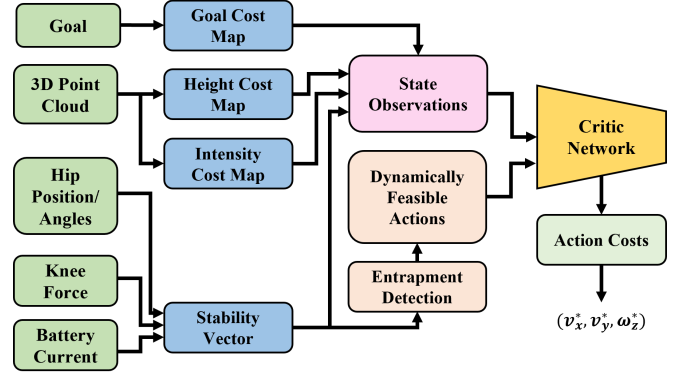 Goal
Goal Cost
Map
3D Point
Cloud
Height Cost
Map
State
Observations
Intensity
Cost Map
Critic
Network
Hip
Position/
Angles
Dynamically
Feasible
Actions
Action Costs
Knee
Force
Entrapment
Detection
Battery
Current
Stability
Vector
(v*x, v*y, ω*z)